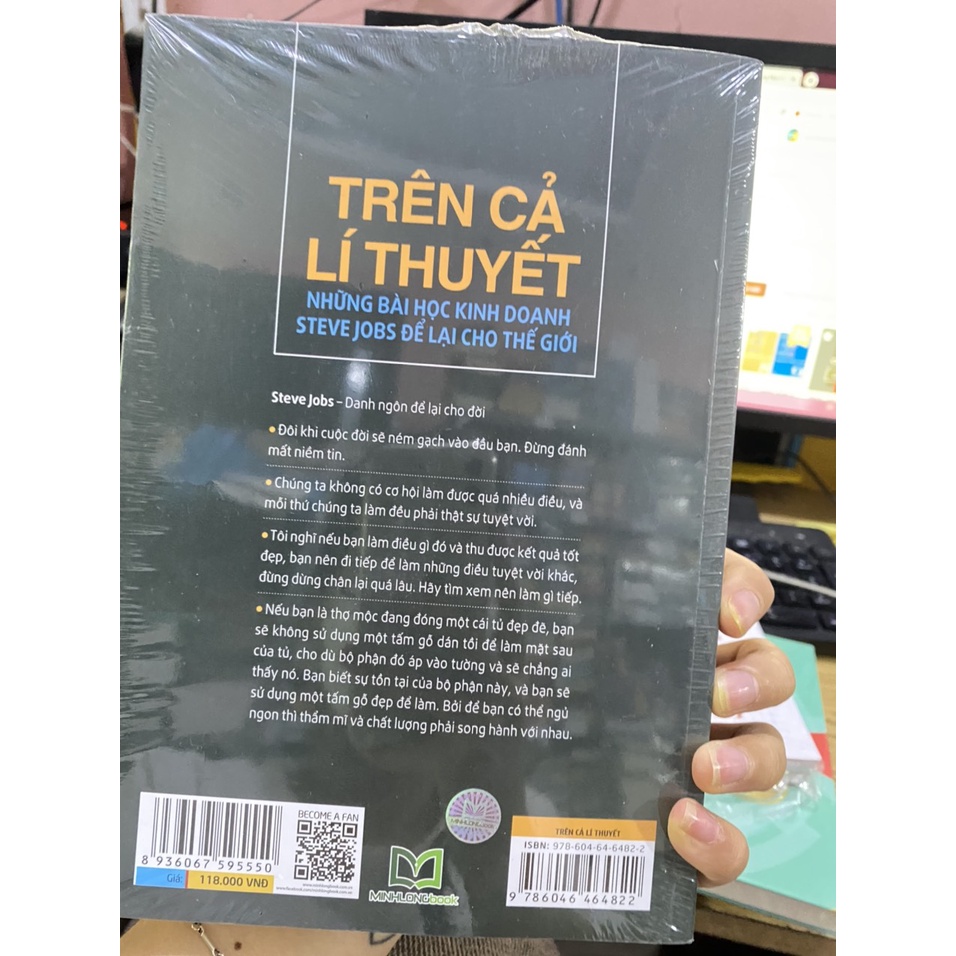 TRÊN CẢ
LÍ THUYẾT
NHỮNG BÀI HỌC KINH DOANH
STEVE JOBS ĐỂ LẠI CHO THẾ GIỚI
Steve Jobs – Danh ngôn để lại cho đời
• Đôi khi cuộc đời sẽ ném gạch vào đầu bạn. Đừng đánh
mất niềm tin.
• Chúng ta không có cơ hội làm được quá nhiều điều, và
mỗi thứ chúng ta làm đều phải thật sự tuyệt vời.
• Tôi nghĩ nếu bạn làm điều gì đó và thu được kết quả tốt
đẹp, bạn nên đi tiếp để làm những điều tuyệt vời khác,
đừng dừng chân lại quá lâu. Hãy tìm xem nên làm gì tiếp.
• Nếu bạn là thợ mộc đang đóng một cái tủ đẹp đẽ, bạn
sẽ không sử dụng một tấm gỗ dán tồi để làm mặt sau
của tủ, cho dù bộ phận đó áp vào tường và sẽ chẳng ai
thấy nó. Bạn biết sự tồn tại của bộ phận này, và bạn sẽ
sử dụng một tấm gỗ đẹp để làm. Bởi để bạn có thể ngủ
ngon thì thẩm mĩ và chất lượng phải song hành với nhau.
8 936067 595550
Giá: 118.000 VNĐ
BECOME A FAN
MINHLONGbook
TRÊN CẢ LÍ THUYẾT
ISBN: 978-604-64-6482-2
9 786046 464822